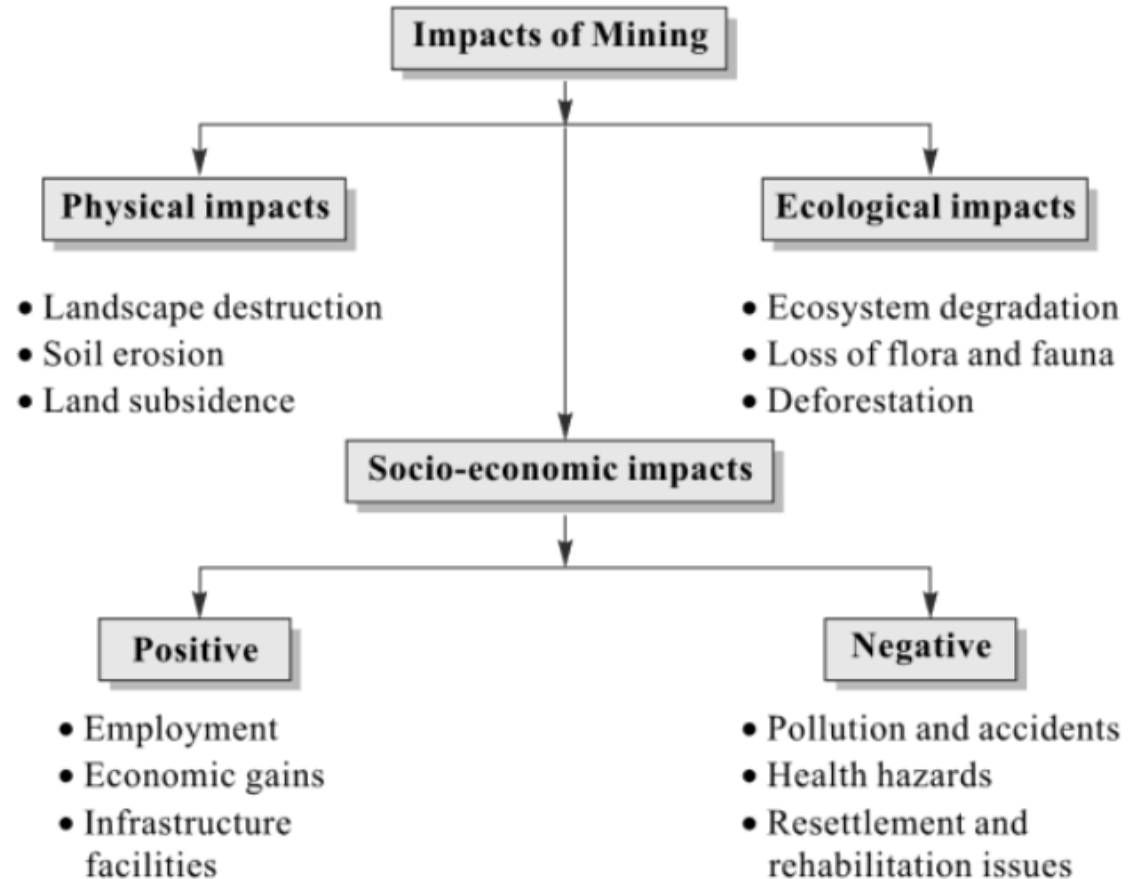 Impacts of Mining
Physical impacts
• Landscape destruction
• Soil erosion
• Land subsidence
Ecological impacts
• Ecosystem degradation
• Loss of flora and fauna
• Deforestation
Socio-economic impacts
Positive
• Employment
• Economic gains
• Infrastructure
facilities
Negative
• Pollution and accidents
• Health hazards
• Resettlement and
rehabilitation issues